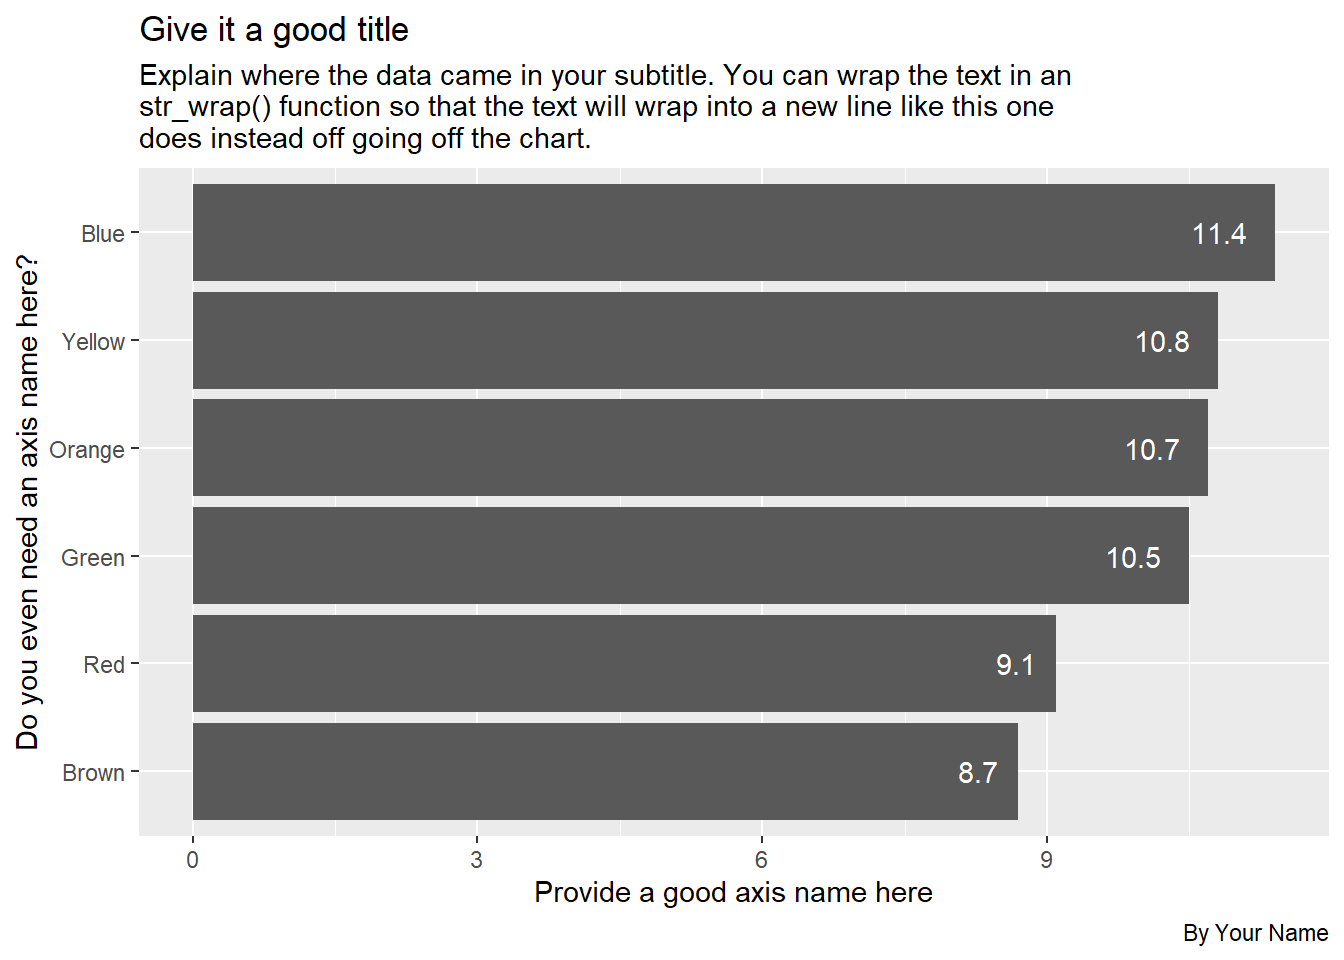 Give it a good title
Explain where the data came in your subtitle. You can wrap the text in an
str_wrap() function so that the text will wrap into a new line like this one
does instead off going off the chart.
Do you even need an axis name here?
Blue
11.4
Yellow
10.8
Orange
10.7
Green
10.5
Red
9.1
Brown
8.7
0 3 6 9
Provide a good axis name here
By Your Name